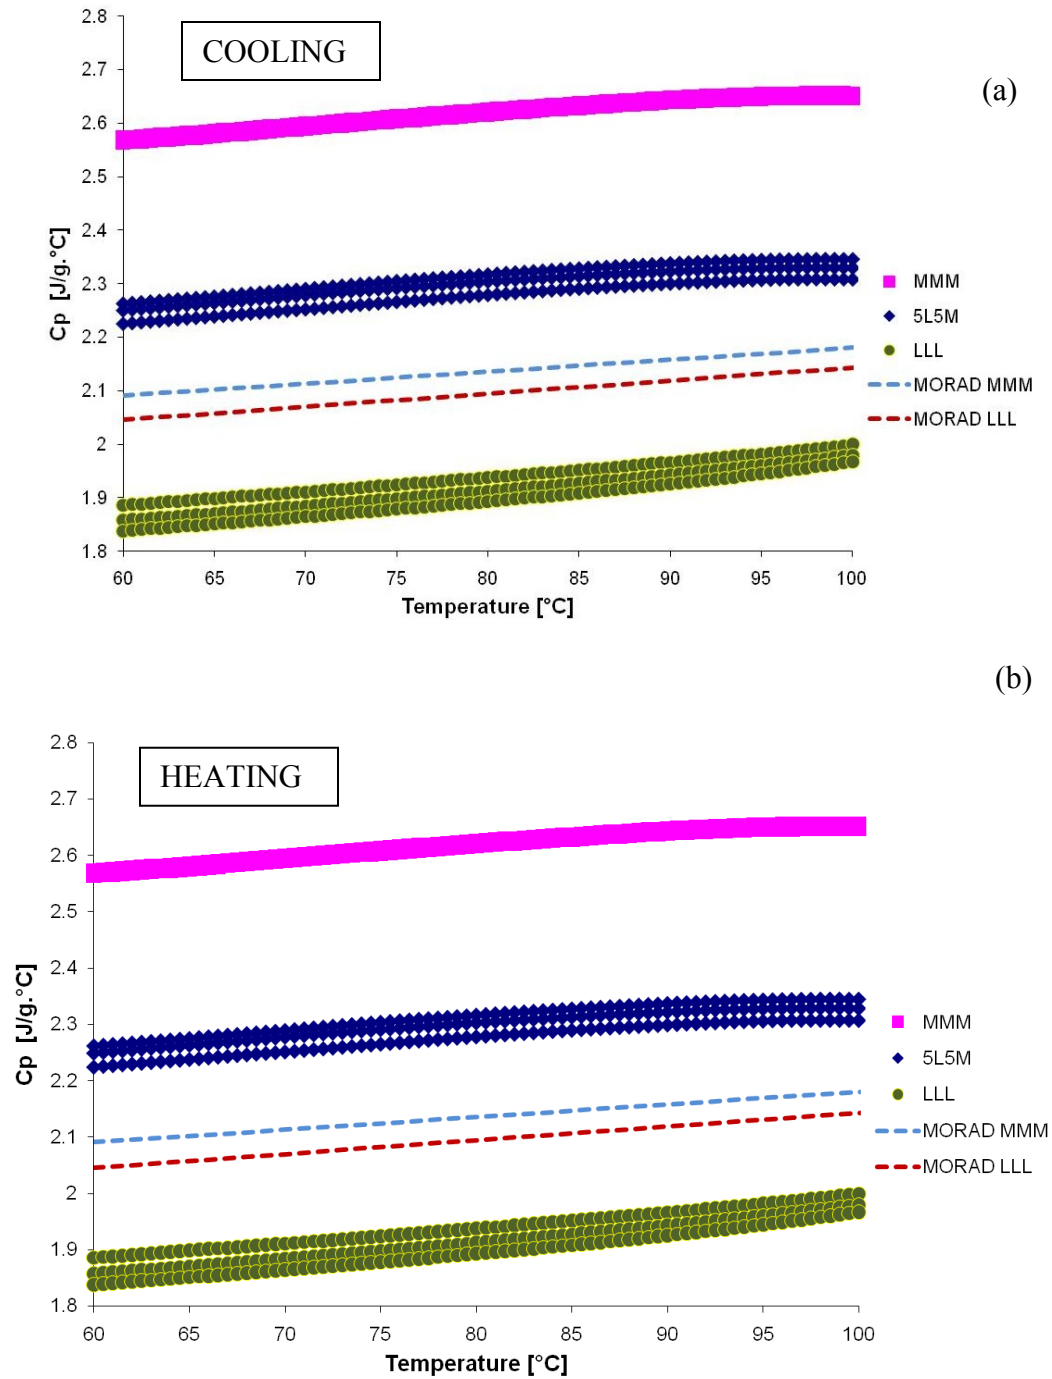 COOLING
(a)
2.8
2.7
2.6
2.5
2.4
2.3
2.2
2.1
2
1.9
1.8
Cp [J/g.°C]
60 65 70 75 80 85 90 95 100
Temperature [°C]
MMM
5L5M
LLL
MORAD MMM
MORAD LLL
(b)
HEATING
2.8
2.7
2.6
2.5
2.4
2.3
2.2
2.1
2
1.9
1.8
Cp [J/g.°C]
60 65 70 75 80 85 90 95 100
Temperature [°C]
MMM
5L5M
LLL
MORAD MMM
MORAD LLL